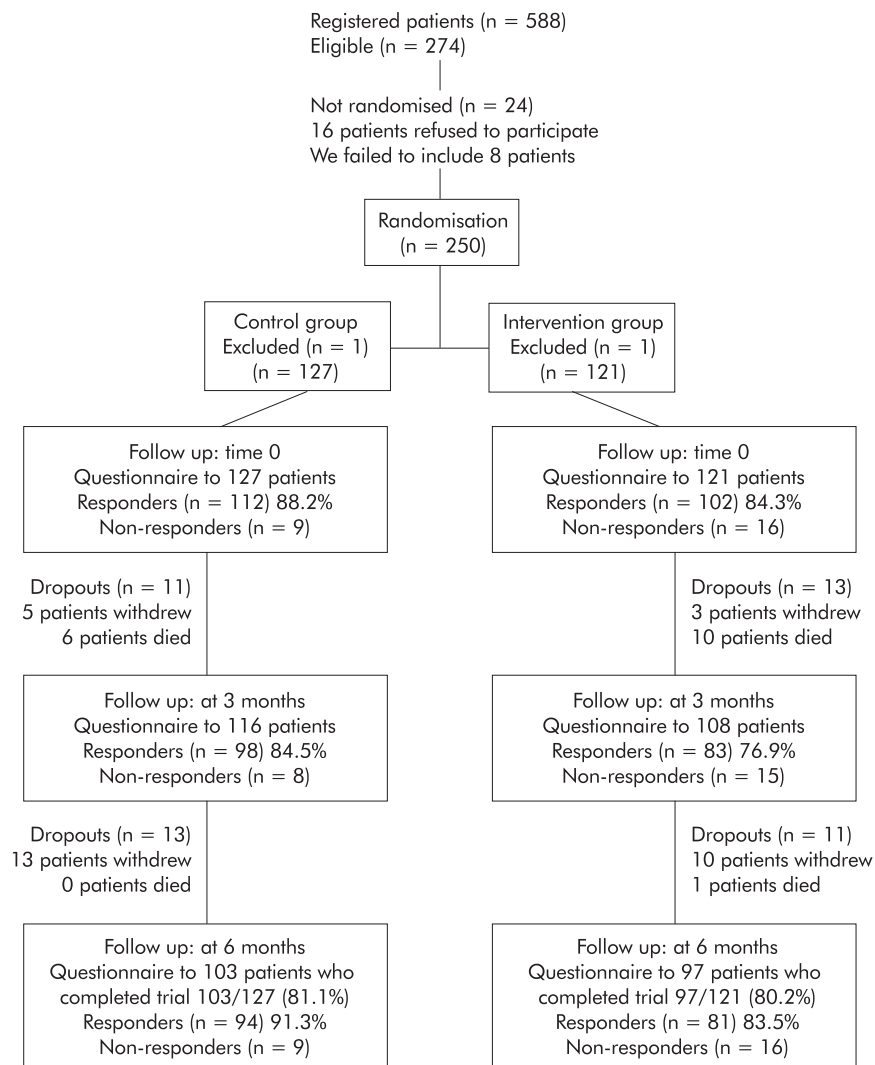 Registered patients (n = 588)
Eligible (n = 274)
Not randomised (n = 24)
16 patients refused to participate
We failed to include 8 patients
Randomisation
(n = 250)
Control group
Excluded (n = 1)
(n = 127)
Intervention group
Excluded (n = 1)
(n = 121)
Follow up: time 0
Questionnaire to 127 patients
Responders (n = 112) 88.2%
Non-responders (n = 9)
Follow up: time 0
Questionnaire to 121 patients
Responders (n = 102) 84.3%
Non-responders (n = 16)
Dropouts (n = 11)
5 patients withdrew
6 patients died
Dropouts (n = 13)
3 patients withdrew
10 patients died
Follow up: at 3 months
Questionnaire to 116 patients
Responders (n = 98) 84.5%
Non-responders (n = 8)
Follow up: at 3 months
Questionnaire to 108 patients
Responders (n = 83) 76.9%
Non-responders (n = 15)
Dropouts (n = 13)
13 patients withdrew
0 patients died
Dropouts (n = 11)
10 patients withdrew
1 patients died
Follow up: at 6 months
Questionnaire to 103 patients who
completed trial 103/127 (81.1%)
Responders (n = 94) 91.3%
Non-responders (n = 9)
Follow up: at 6 months
Questionnaire to 97 patients who
completed trial 97/121 (80.2%)
Responders (n = 81) 83.5%
Non-responders (n = 16)